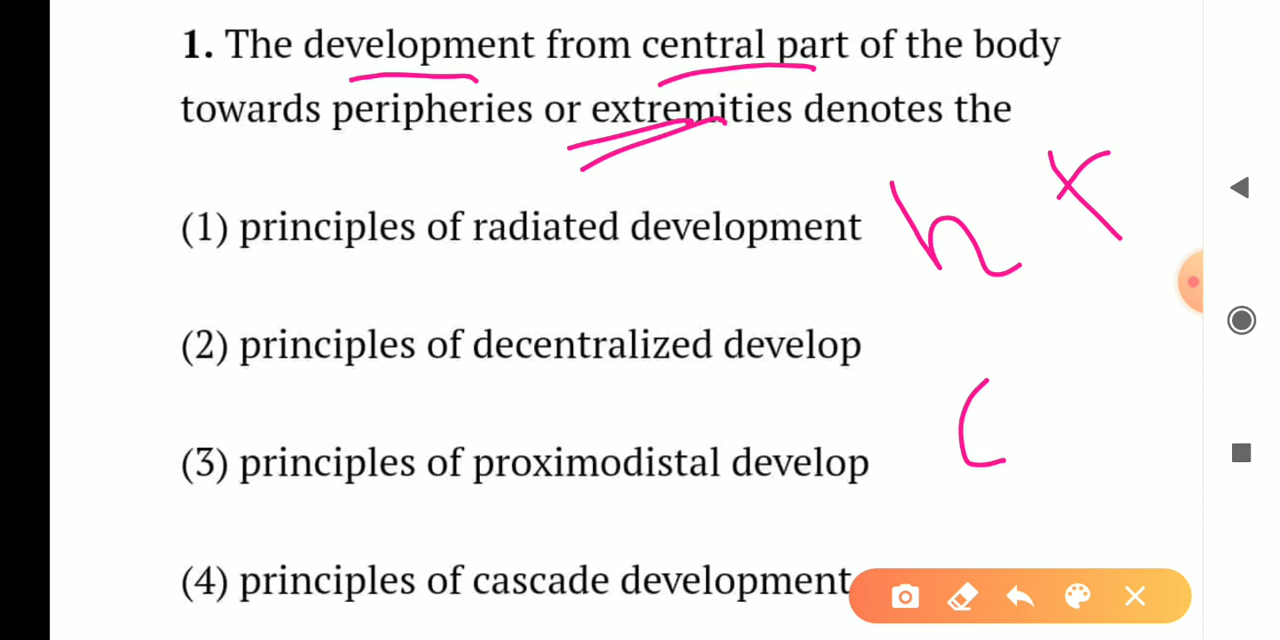 1. The development from central part of the body
towards peripheries or extremities denotes the
(1) principles of radiated development
(2) principles of decentralized develop
(3) principles of proximodistal develop
(4) principles of cascade development